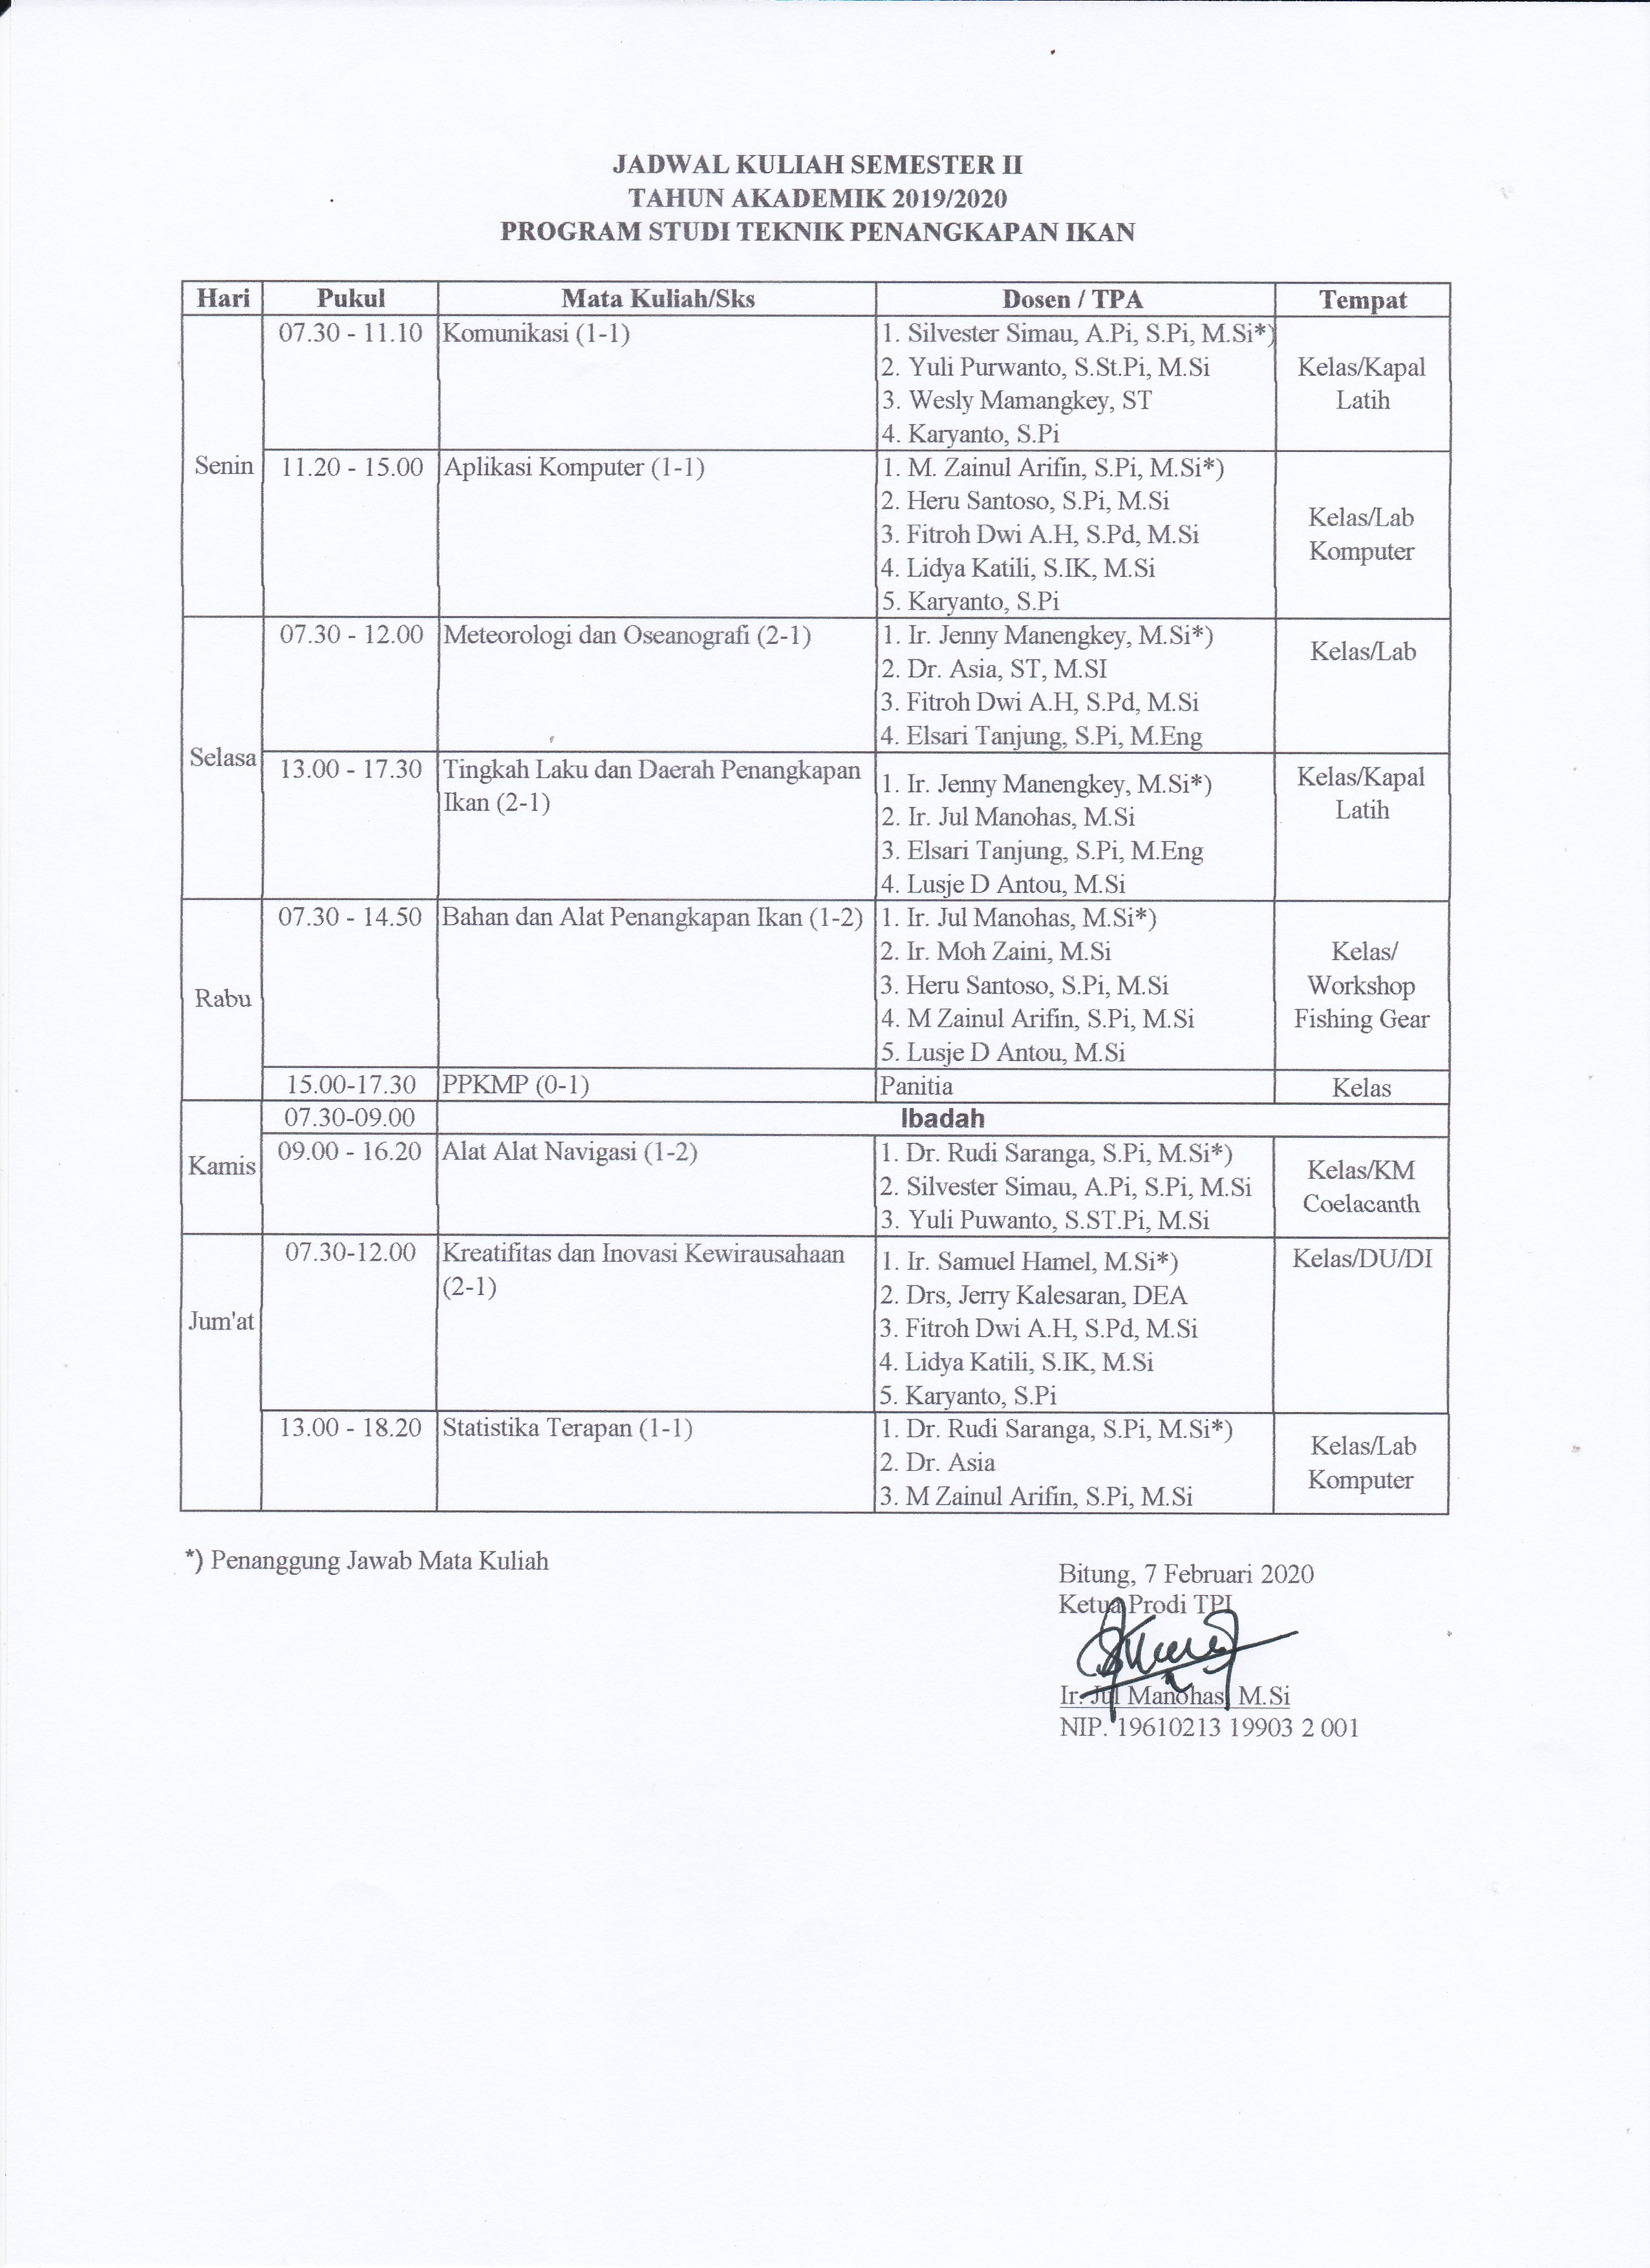 JADWAL KULIAH SEMESTER II
TAHUN AKADEMIK 2019/2020
PROGRAM STUDI TEKNIK PENANGKAPAN IKAN
Hari Pukul Mata Kuliah/Sks Dosen / TPA Tempat
Senin
07.30 - 11.10 Komunikasi (1-1)
1. Silvester Simau, A.Pi, S.Pi, M.Si*)
2. Yuli Purwanto, S.St.Pi, M.Si
3. Wesly Mamangkey, ST
4. Karyanto, S.Pi
Kelas/Kapal
Latih
11.20 - 15.00 Aplikasi Komputer (1-1)
1. M. Zainul Arifin, S.Pi, M.Si*)
2. Heru Santoso, S.Pi, M.Si
3. Fitroh Dwi A.H, S.Pd, M.Si
4. Lidya Katili, S.IK, M.Si
5. Karyanto, S.Pi
Kelas/Lab
Komputer
Selasa
07.30 - 12.00 Meteorologi dan Oseanografi (2-1)
1. Ir. Jenny Manengkey, M.Si*)
2. Dr. Asia, ST, M.SI
3. Fitroh Dwi A.H, S.Pd, M.Si
4. Elsari Tanjung, S.Pi, M.Eng
Kelas/Lab
13.00 - 17.30 Tingkah Laku dan Daerah Penangkapan
Ikan (2-1)
1. Ir. Jenny Manengkey, M.Si*)
2. Ir. Jul Manohas, M.Si
3. Elsari Tanjung, S.Pi, M.Eng
4. Lusje D Antou, M.Si
Kelas/Kapal
Latih
Rabu
07.30 - 14.50 Bahan dan Alat Penangkapan Ikan (1-2)
1. Ir. Jul Manohas, M.Si*)
2. Ir. Moh Zaini, M.Si
3. Heru Santoso, S.Pi, M.Si
4. M Zainul Arifin, S.Pi, M.Si
5. Lusje D Antou, M.Si
Kelas/
Workshop
Fishing Gear
15.00-17.30 PPKMP (0-1) Panitia Kelas
Kamis
07.30-09.00 Ibadah
09.00 - 16.20 Alat Alat Navigasi (1-2)
1. Dr. Rudi Saranga, S.Pi, M.Si*)
2. Silvester Simau, A.Pi, S.Pi, M.Si
3. Yuli Puwanto, S.ST.Pi, M.Si
Kelas/KM
Coelacanth
Jum'at
07.30-12.00 Kreatifitas dan Inovasi Kewirausahaan
(2-1)
1. Ir. Samuel Hamel, M.Si*)
2. Drs, Jerry Kalesaran, DEA
3. Fitroh Dwi A.H, S.Pd, M.Si
4. Lidya Katili, S.IK, M.Si
5. Karyanto, S.Pi
Kelas/DU/DI
13.00 - 18.20 Statistika Terapan (1-1)
1. Dr. Rudi Saranga, S.Pi, M.Si*)
2. Dr. Asia
3. M Zainul Arifin, S.Pi, M.Si
Kelas/Lab
Komputer
*) Penanggung Jawab Mata Kuliah
Bitung, 7 Februari 2020
Ketua Prodi TPI
Ir. Jul Manohas, M.Si
NIP. 19610213 19903 2 001